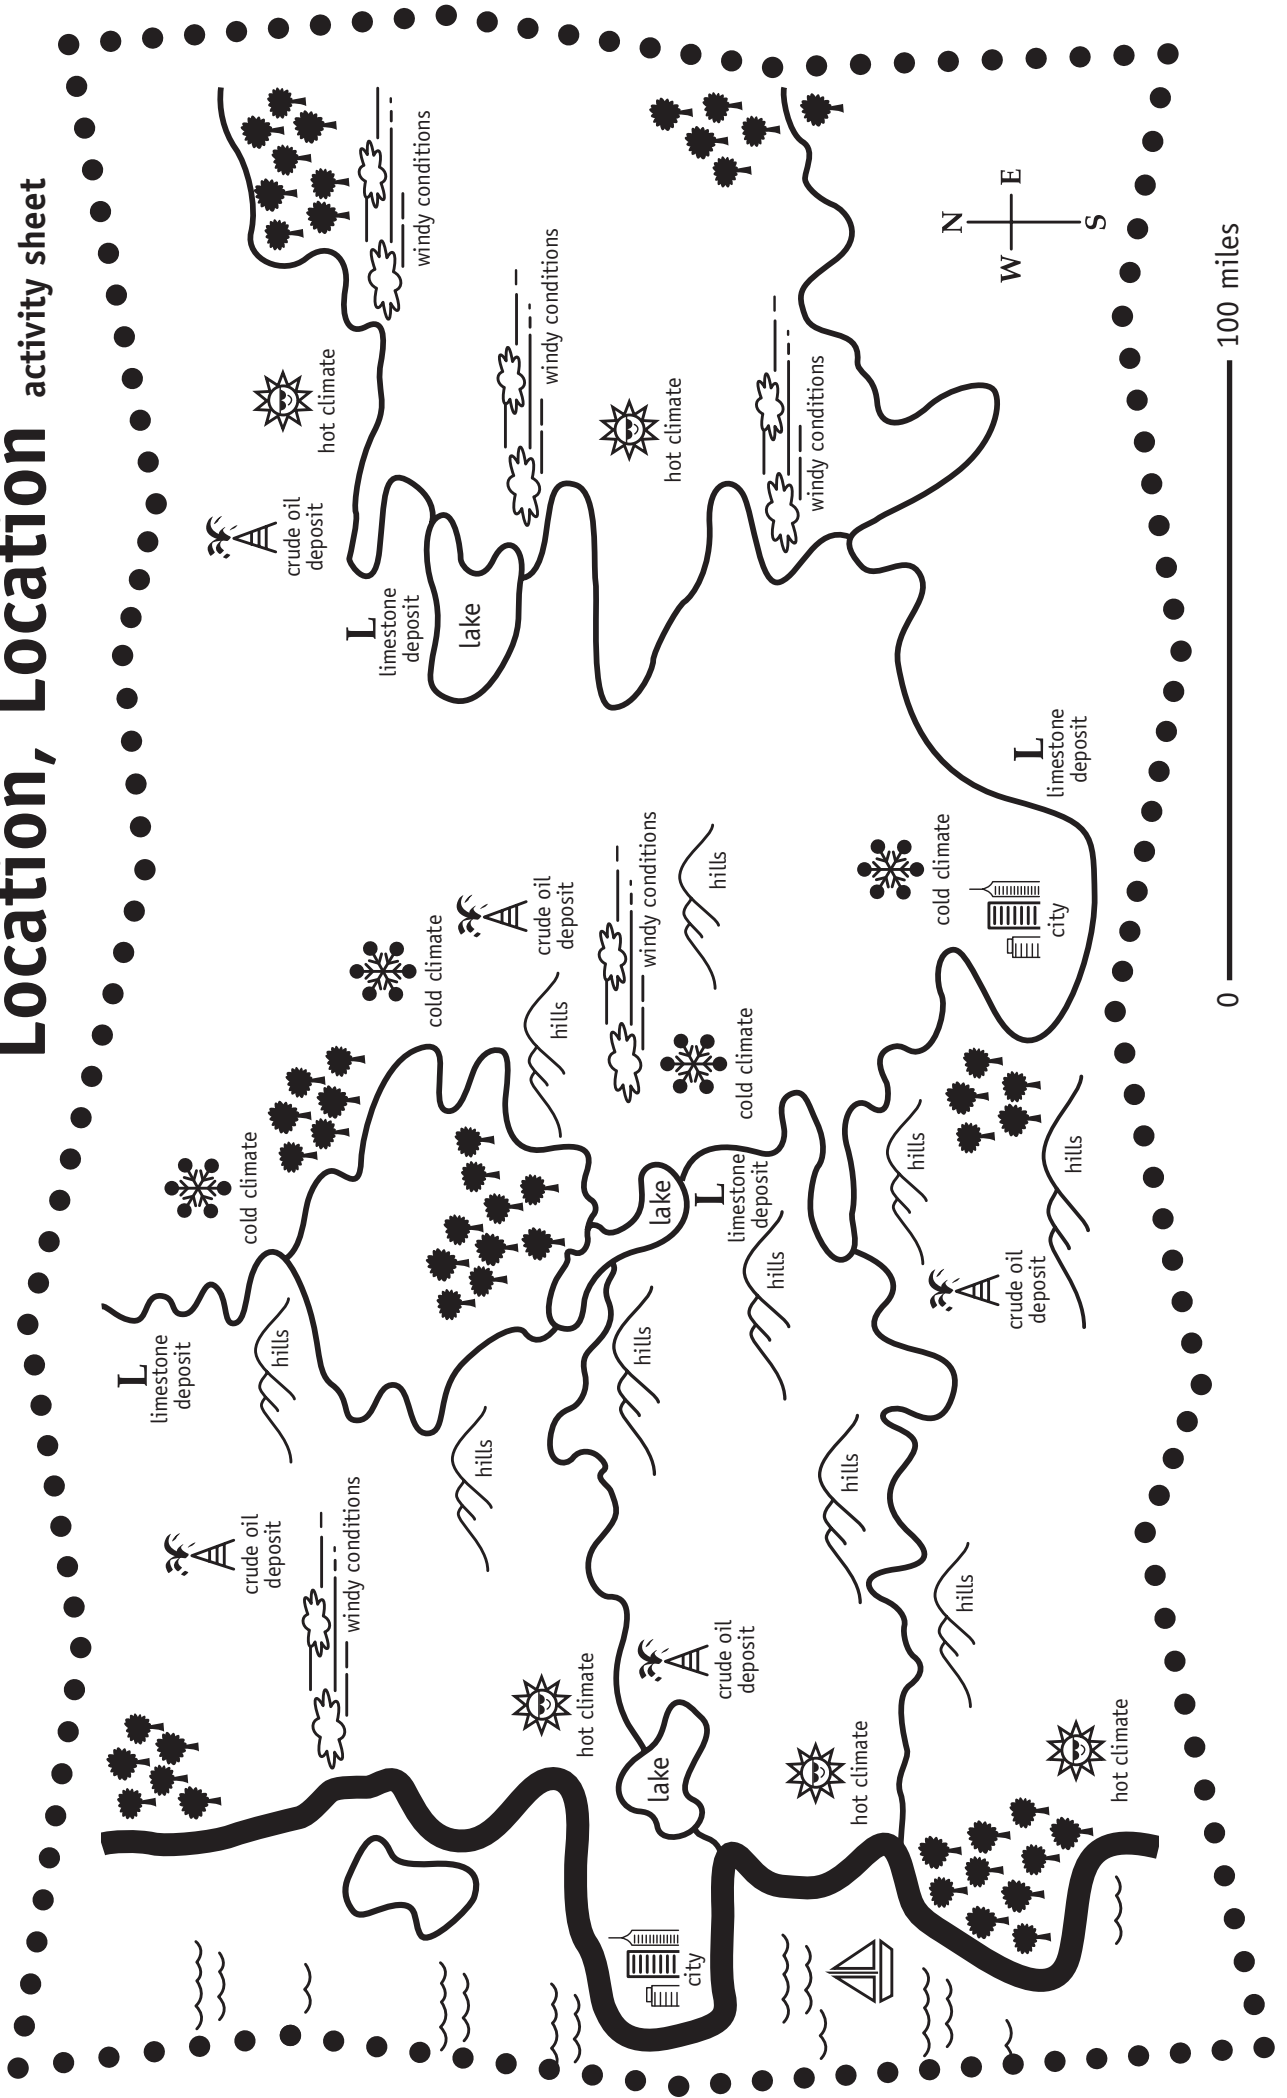 Location, Location activity sheet
L
limestone
deposit
crude oil
deposit
cold climate
hills
crude oil
deposit
hot climate
windy conditions
L
limestone
deposit
windy conditions
cold climate
lake
hills
crude oil
deposit
windy conditions
hills
hot climate
hills
windy conditions
lake
lake
hot climate
city
L
limestone
deposit
hills
crude oil
deposit
cold climate
hills
windy conditions
hills
hot climate
hills
cold climate
N
hills
W E
crude oil
deposit
L
limestone
deposit
city
hills
S
hot climate
0 100 miles